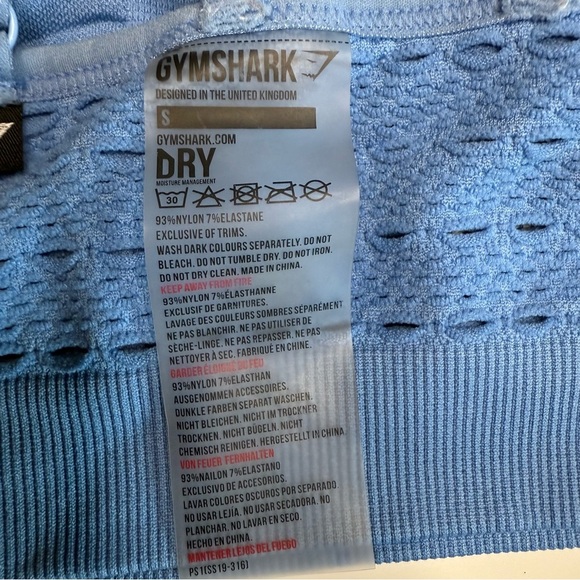 GYMSHARK
DESIGNED IN THE UNITED KINGDOM
S
GYMSHARK.COM
DRY
MOISTURE MANAGEMENT
30
93%NYLON 7%ELASTANE
EXCLUSIVE OF TRIMS.
WASH DARK COLOURS SEPARATELY. DO NOT
BLEACH. DO NOT TUMBLE DRY. DO NOT IRON.
DO NOT DRY CLEAN. MADE IN CHINA.
KEEP AWAY FROM FIRE
93%NYLON 7%ÉLASTHANNE
EXCLUSIF DE GARNITURES.
LAVAGE DES COULEURS SOMBRES SÉPARÉMENT
NE PAS BLANCHIR. NE PAS UTILISER DE
SÈCHE-LINGE. NE PAS REPASSER. NE PAS
NETTOYER À SEC. FABRIQUÉ EN CHINE.
GARDER ÉLOIGNÉ DU FEU
93%NYLON 7%ELASTHAN
AUSGENOMMEN ACCESSOIRES.
DUNKLE FARBEN SEPARAT WASCHEN.
NICHT BLEICHEN. NICHT IM TROCKNER
TROCKNEN. NICHT BÜGELN. NICHT
CHEMISCH REINIGEN. HERGESTELLT IN CHINA
VON FEUER FERNHALTEN
93%NAILON 7%ELASTANO
EXCLUSIVO DE ACCESORIOS.
LAVAR COLORES OSCUROS POR SEPARADO
NO USAR LEJIA. NO USAR SECADORA. NO
PLANCHAR. NO LAVAR EN SECO.
HECHO EN CHINA.
MANTENER LEJOS DEL FUEGO
PS1(SS19-316)